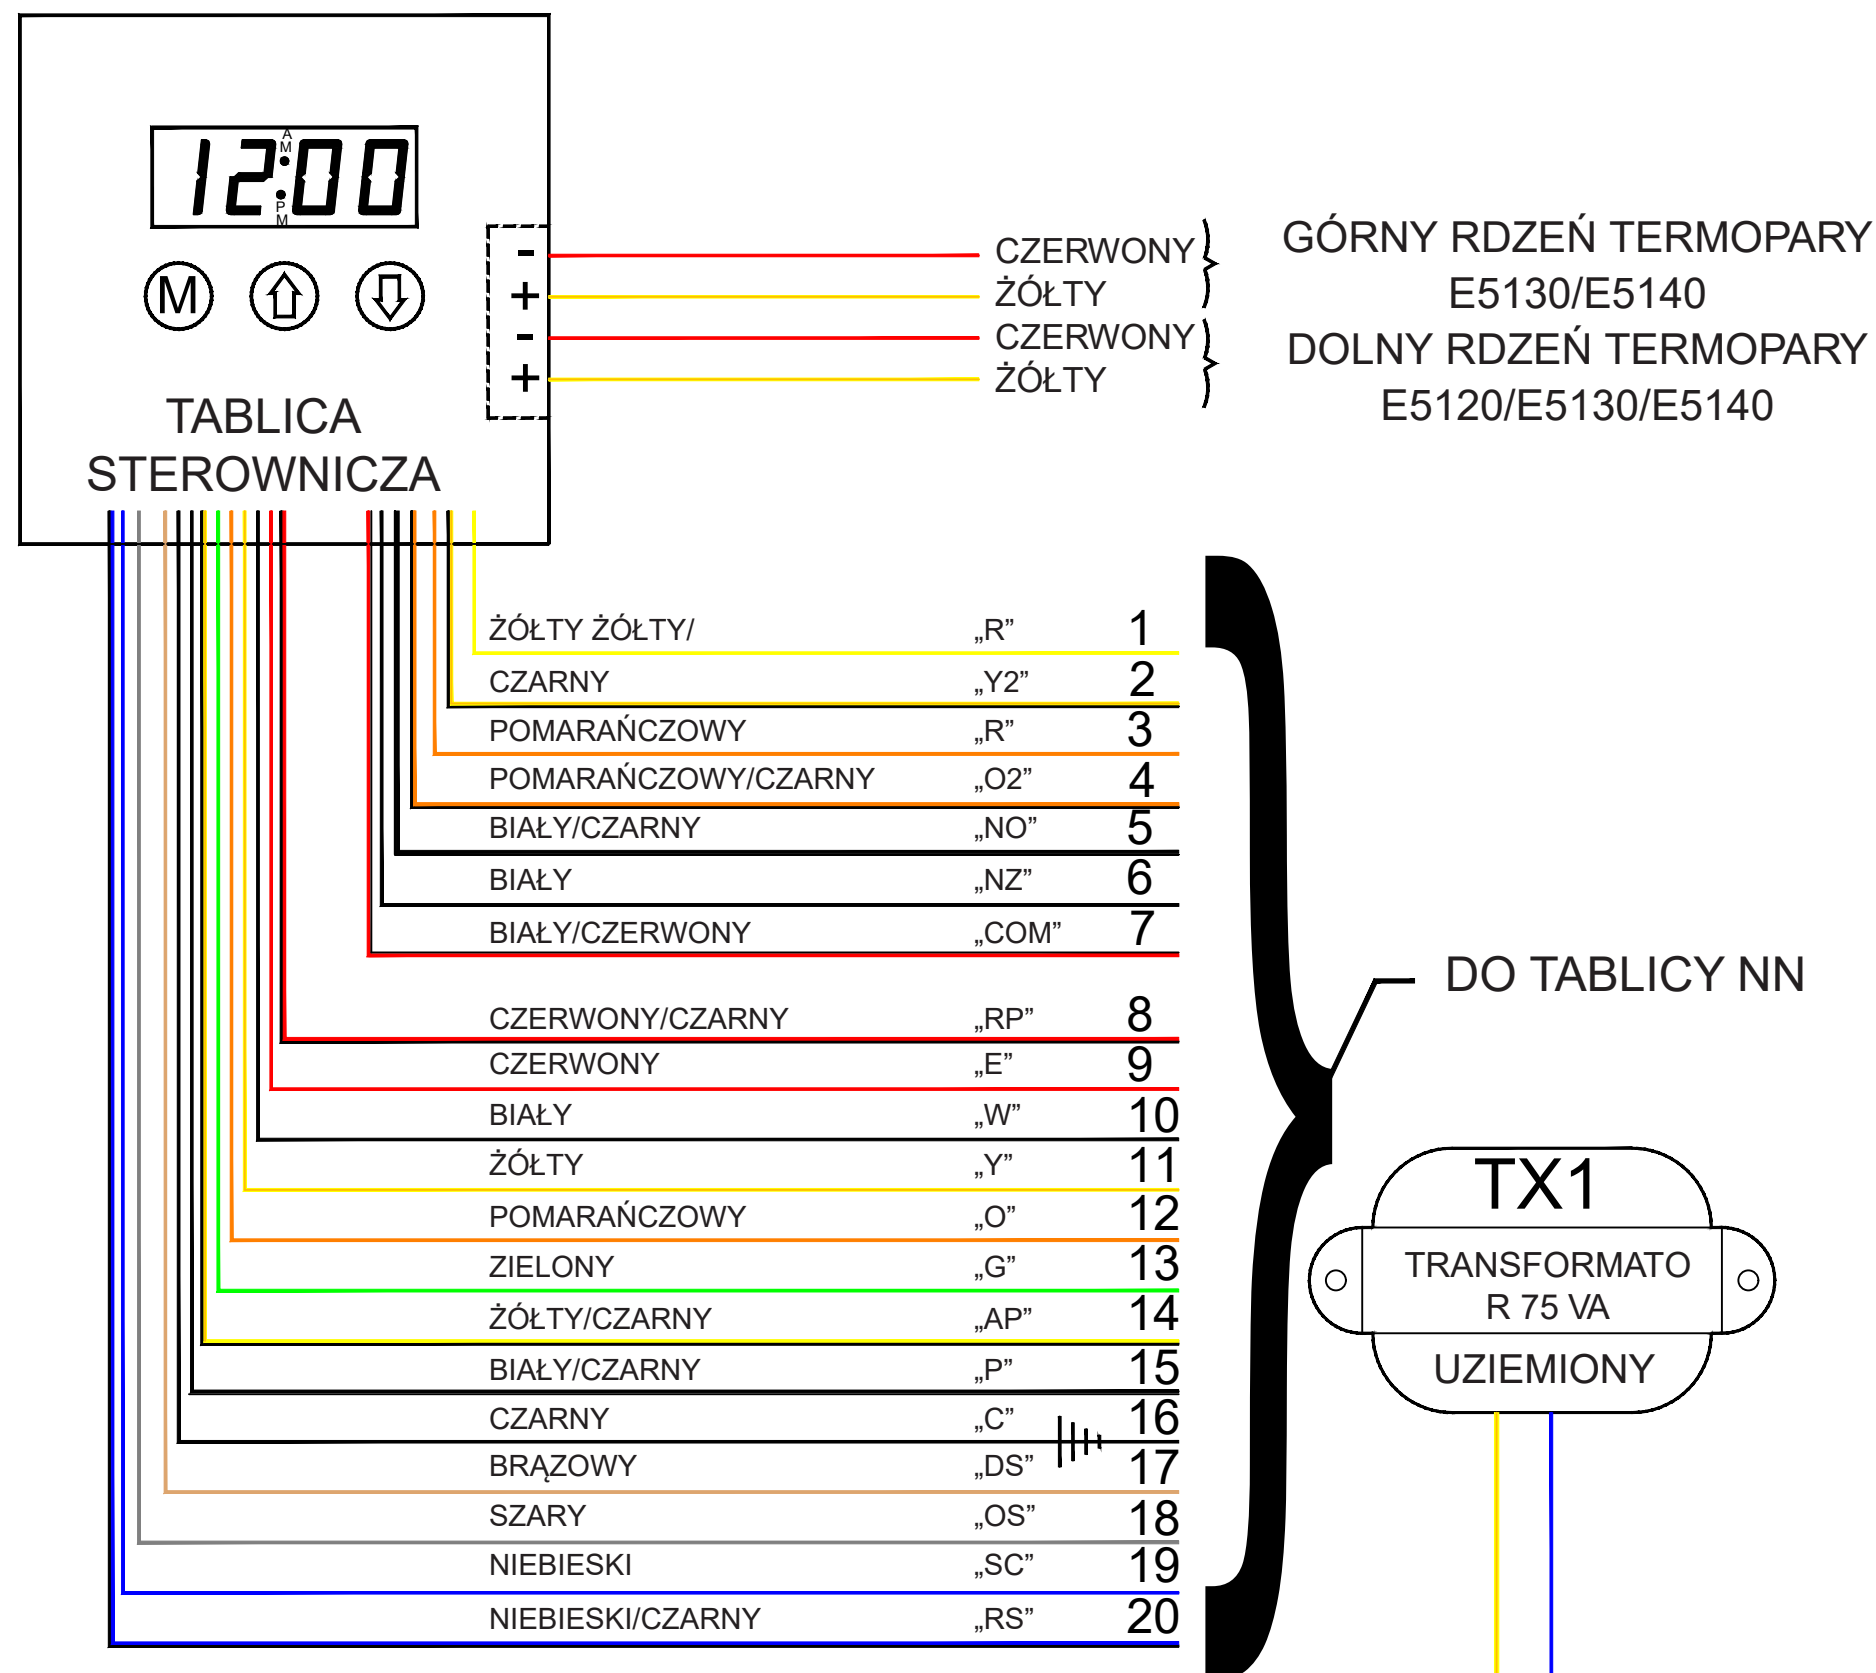 12:00
AM
PM
M
-
+
-
+
TABLICA
STEROWNICZA
CZERWONY
ŻÓŁTY
CZERWONY
ŻÓŁTY
GÓRNY RDZEŃ TERMOPARY
E5130/E5140
DOLNY RDZEŃ TERMOPARY
E5120/E5130/E5140
ŻÓŁTY ŻÓŁTY/ „R” 1
CZARNY „Y2” 2
POMARAŃCZOWY „R” 3
POMARAŃCZOWY/CZARNY „O2” 4
BIAŁY/CZARNY „NO” 5
BIAŁY „NZ” 6
BIAŁY/CZERWONY „COM” 7
CZERWONY/CZARNY „RP” 8
CZERWONY „E” 9
BIAŁY „W” 10
ŻÓŁTY „Y” 11
POMARAŃCZOWY „O” 12
ZIELONY „G” 13
ŻÓŁTY/CZARNY „AP” 14
BIAŁY/CZARNY „P” 15
CZARNY „C” 16
BRĄZOWY „DS” 17
SZARY „OS” 18
NIEBIESKI „SC” 19
NIEBIESKI/CZARNY „RS” 20
DO TABLICY NN
TX1
TRANSFORMATO
R 75 VA
UZIEMIONY